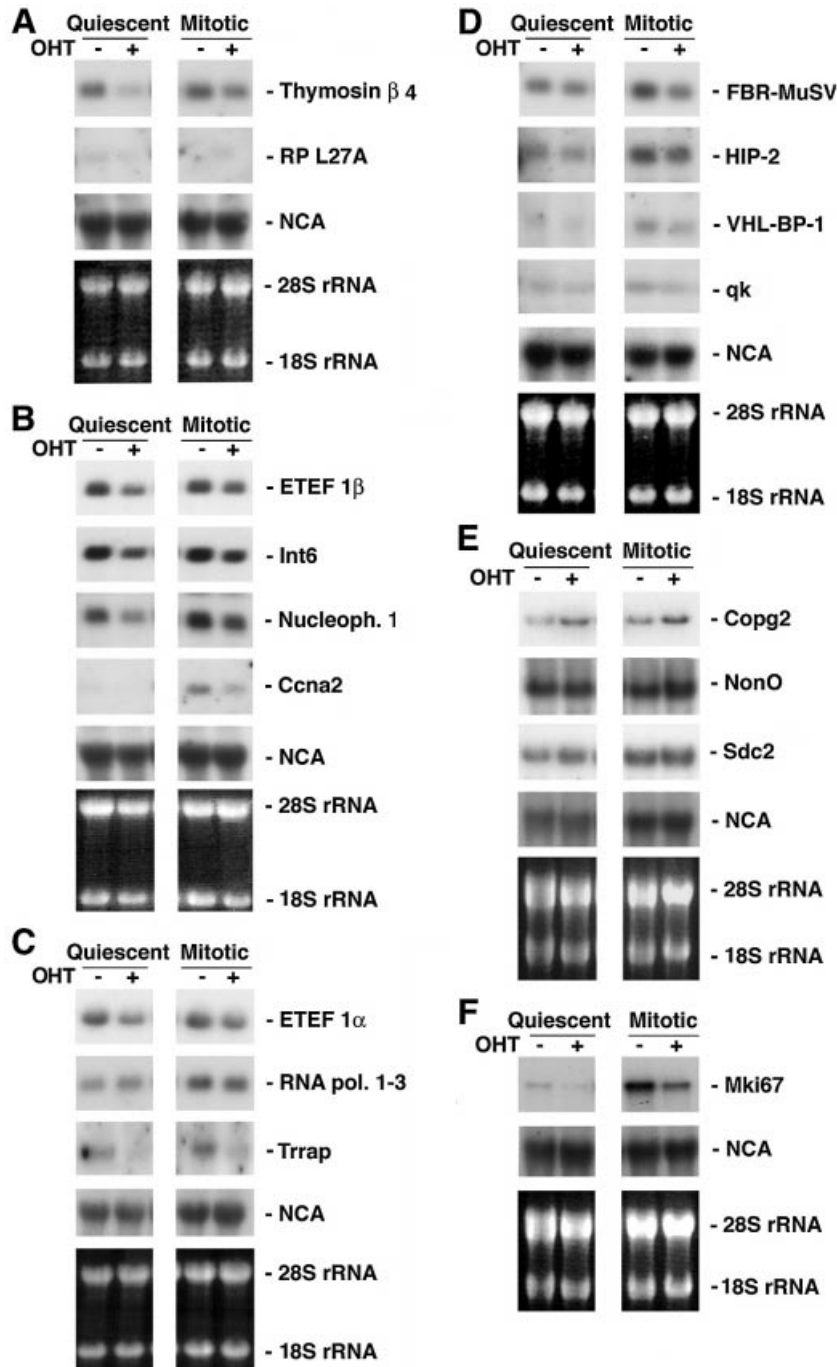 A
Quiescent Mitotic
OHT - + - +
- Thymosin β 4
- RP L27A
- NCA
- 28S rRNA
- 18S rRNA
B
Quiescent Mitotic
OHT - + - +
- ETEF 1β
- Int6
- Nucleoph. 1
- Ccna2
- NCA
- 28S rRNA
- 18S rRNA
C
Quiescent Mitotic
OHT - + - +
- ETEF 1α
- RNA pol. 1-3
- Trrap
- NCA
- 28S rRNA
- 18S rRNA
D
Quiescent Mitotic
OHT - + - +
- FBR-MuSV
- HIP-2
- VHL-BP-1
- qk
- NCA
- 28S rRNA
- 18S rRNA
E
Quiescent Mitotic
OHT - + - +
- Copg2
- NonO
- Sdc2
- NCA
- 28S rRNA
- 18S rRNA
F
Quiescent Mitotic
OHT - + - +
- Mki67
- NCA
- 28S rRNA
- 18S rRNA